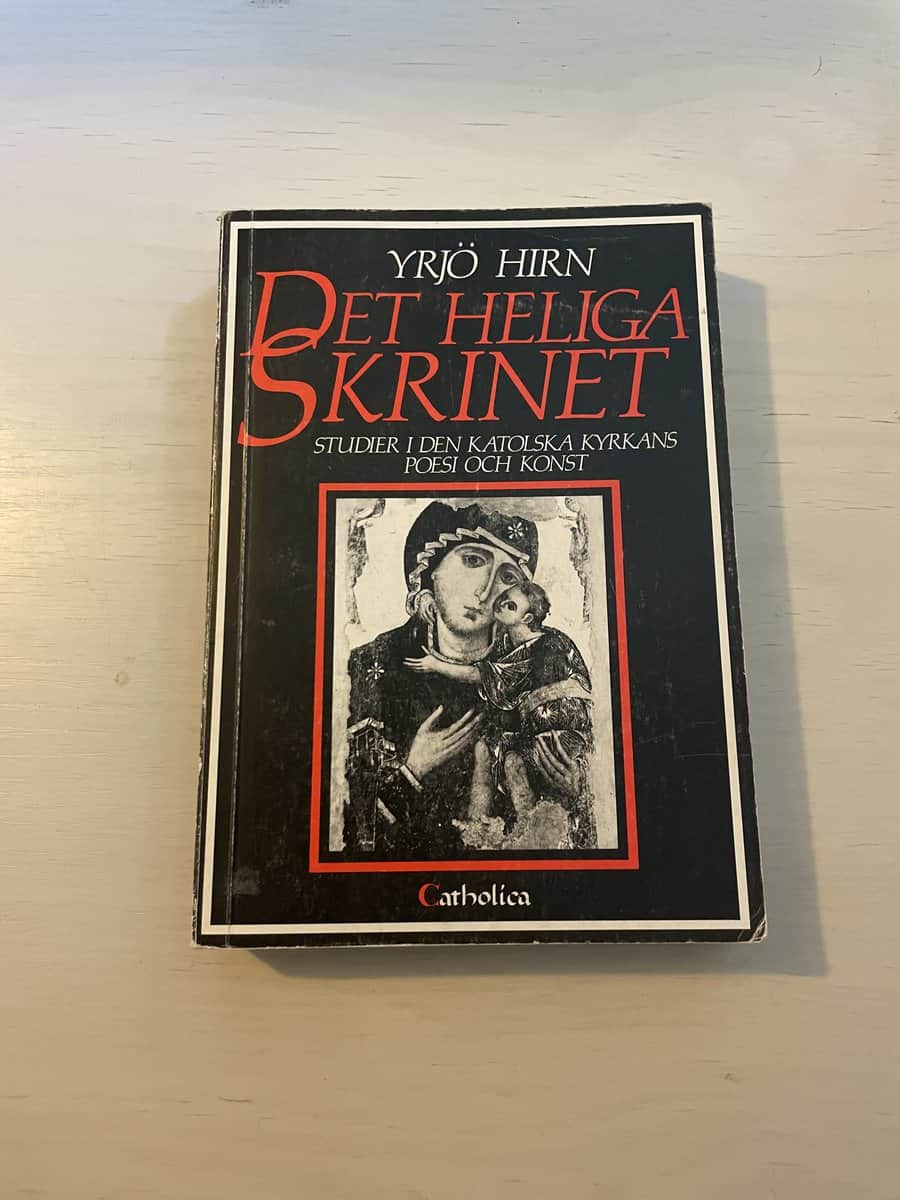 YRJÖ HIRN
DET HELIGA
SKRINET
STUDIER I DEN KATOLSKA KYRKANS
POESI OCH KONST
Catholica